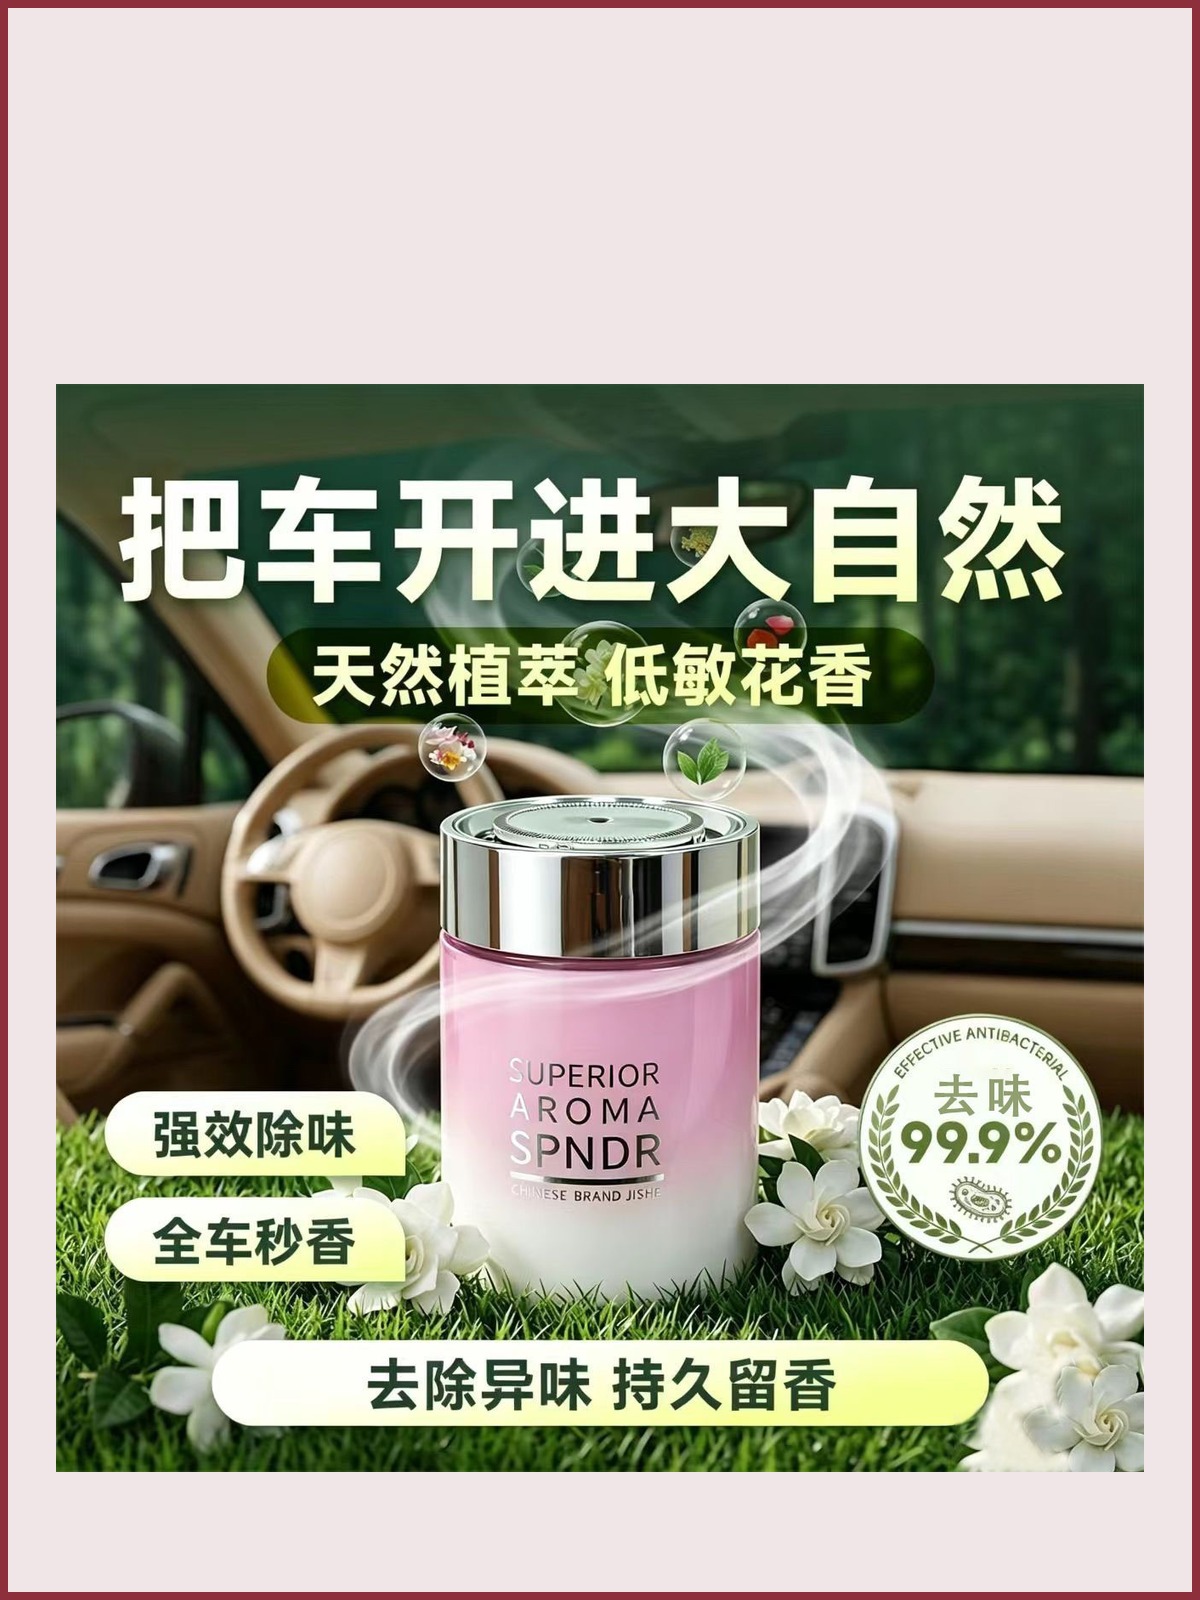 把车开进大自然
天然植萃 低敏花香
SUPERIOR
AROMA
SPNDR
CHINESE BRAND JISHE
EFFECTIVE ANTIBACTERIAL
去味
99.9%
强效除味
全车秒香
去除异味 持久留香